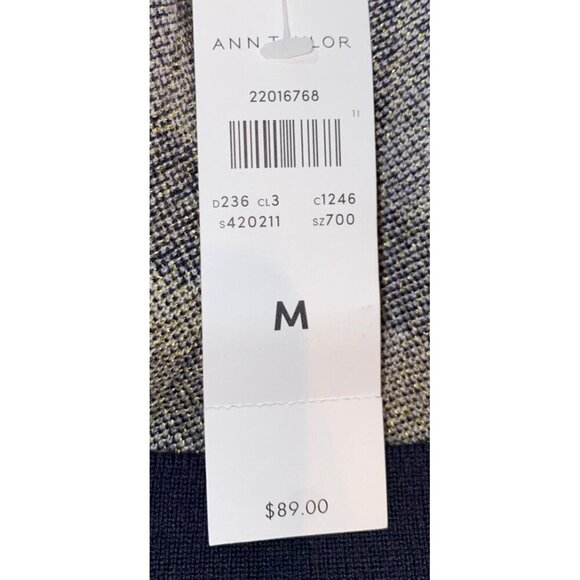 ANN TAYLOR
22016768
11
D236 CL3 C1246
S420211 SZ700
M
$89.00